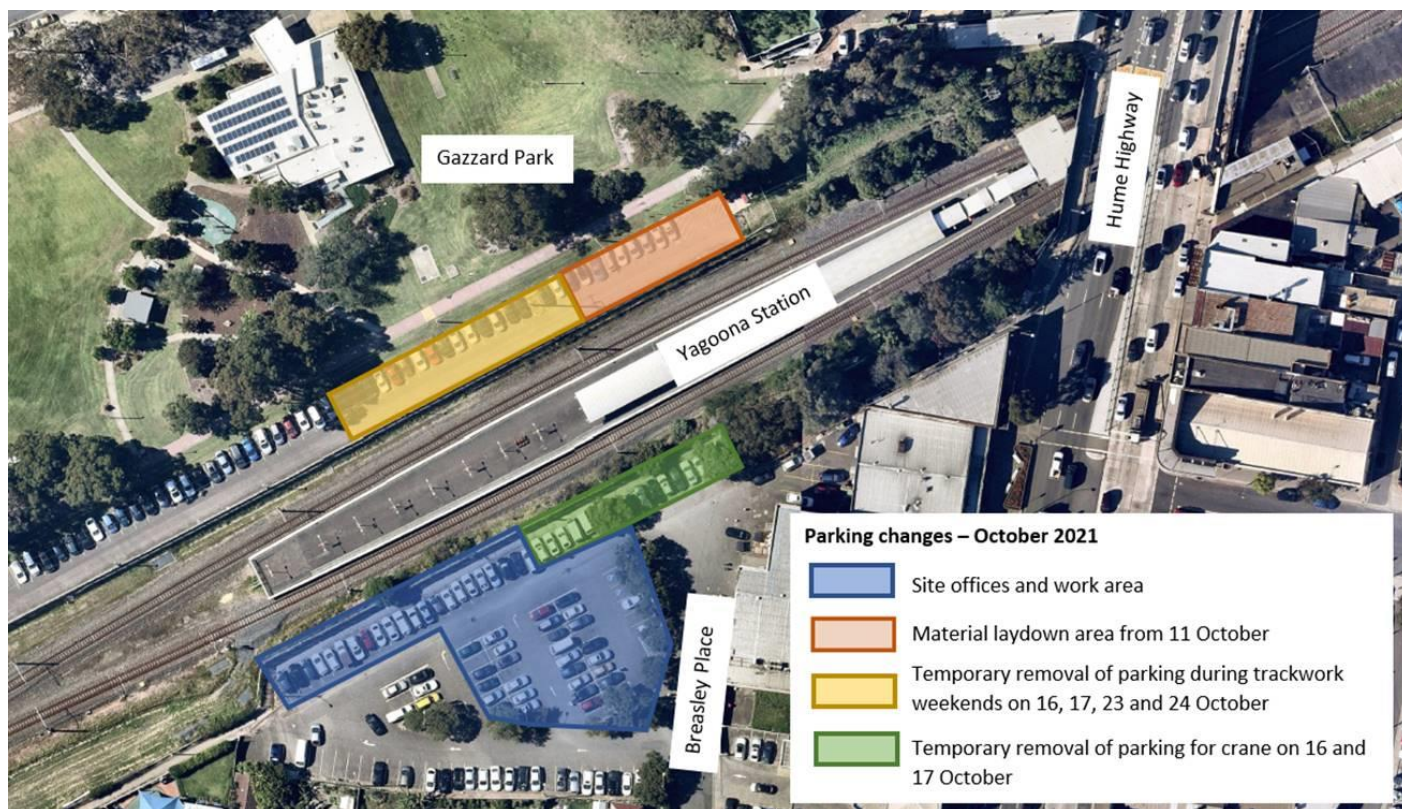 Gazzard Park
Hume Highway
Yagoona Station
Breasley Place
Parking changes – October 2021
Site offices and work area
Material laydown area from 11 October
Temporary removal of parking during trackwork
weekends on 16, 17, 23 and 24 October
Temporary removal of parking for crane on 16 and
17 October